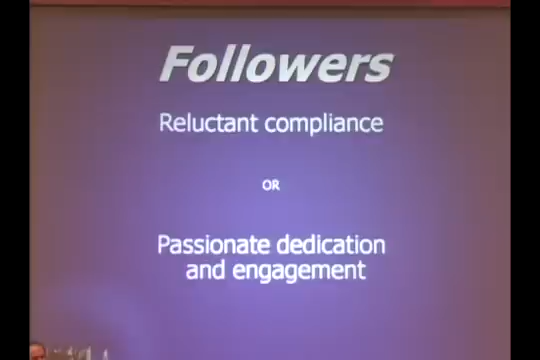 Followers
Reluctant compliance
OR
Passionate dedication
and engagement